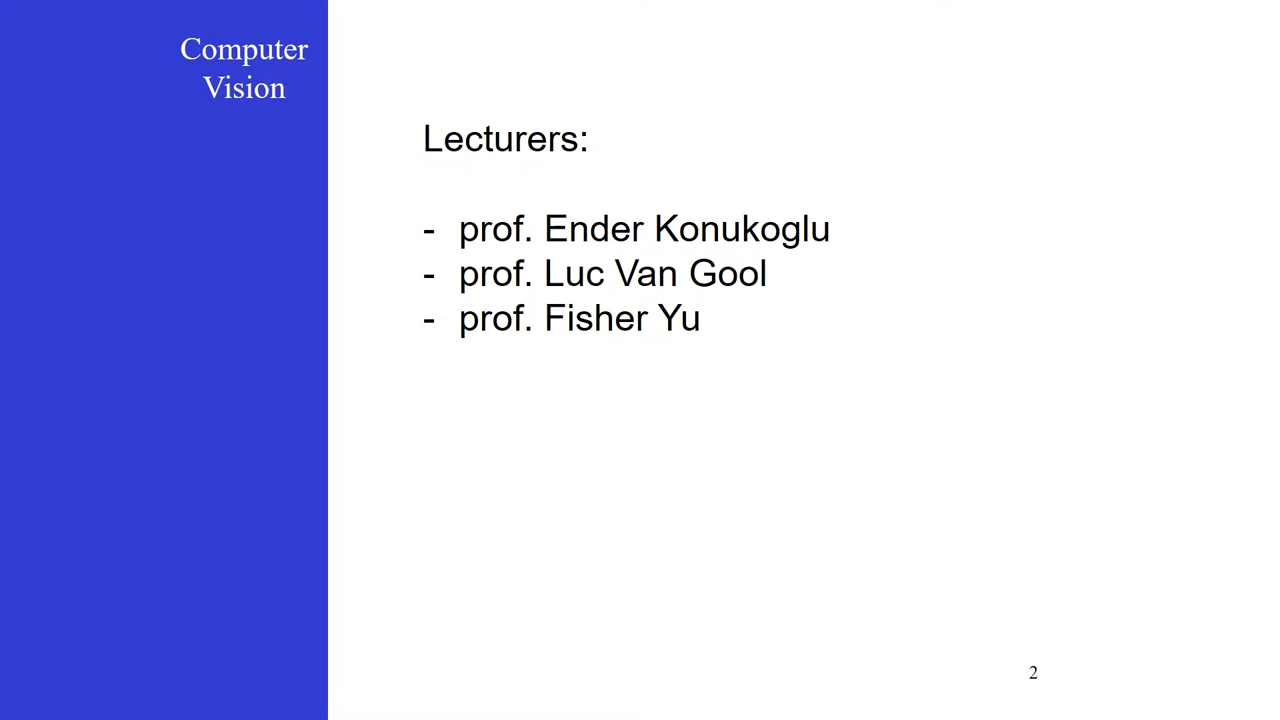 Computer
Vision
Lecturers:
- prof. Ender Konukoglu
- prof. Luc Van Gool
- prof. Fisher Yu
2